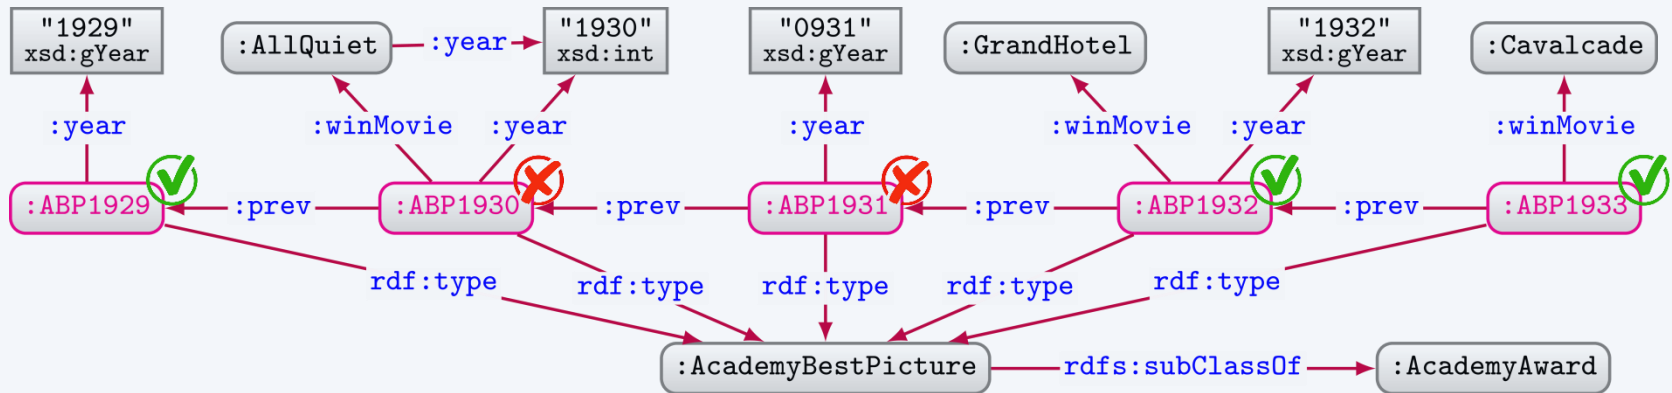 "1929"
xsd:gYear
:AllQuiet
:year
"1930"
xsd:int
"0931"
xsd:gYear
:GrandHotel
"1932"
xsd:gYear
:Cavalcade
:year
:winMovie
:year
:year
:winMovie
:year
:winMovie
:ABP1929
:prev
:ABP1930
:prev
:ABP1931
:prev
:ABP1932
:prev
:ABP1933
rdf:type
rdf:type
rdf:type
rdf:type
rdf:type
:AcademyBestPicture
rdfs:subClassOf
:AcademyAward